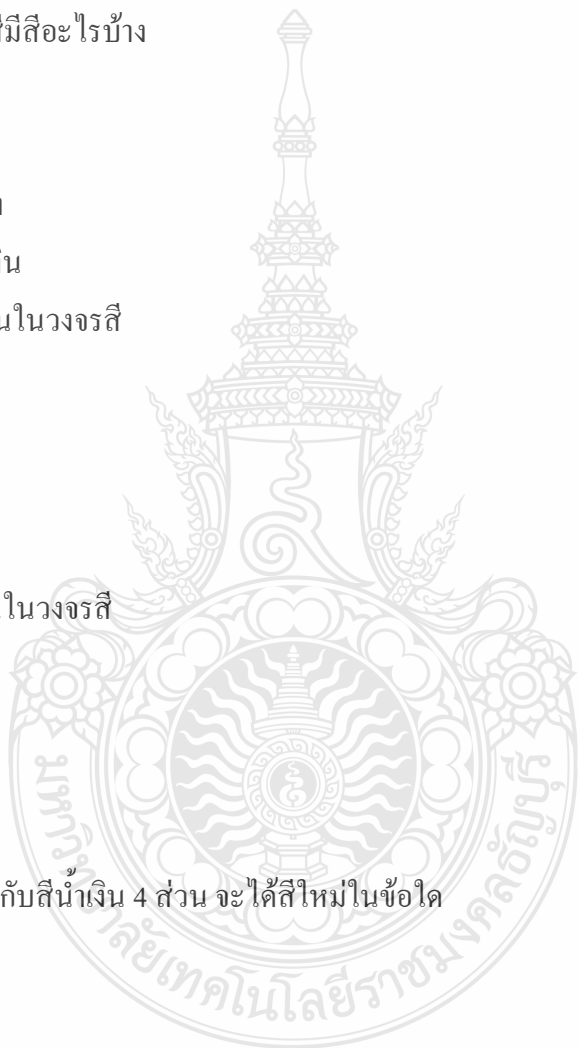 สีมีสีอะไรบ้าง
ในวงจรสี
ในวงจรสี
กับสีน้ำเงิน 4 ส่วน จะได้สีใหม่ในข้อใด
มหาวิทยาลัยเทคโนโลยีราชมงคลธัญบุรี